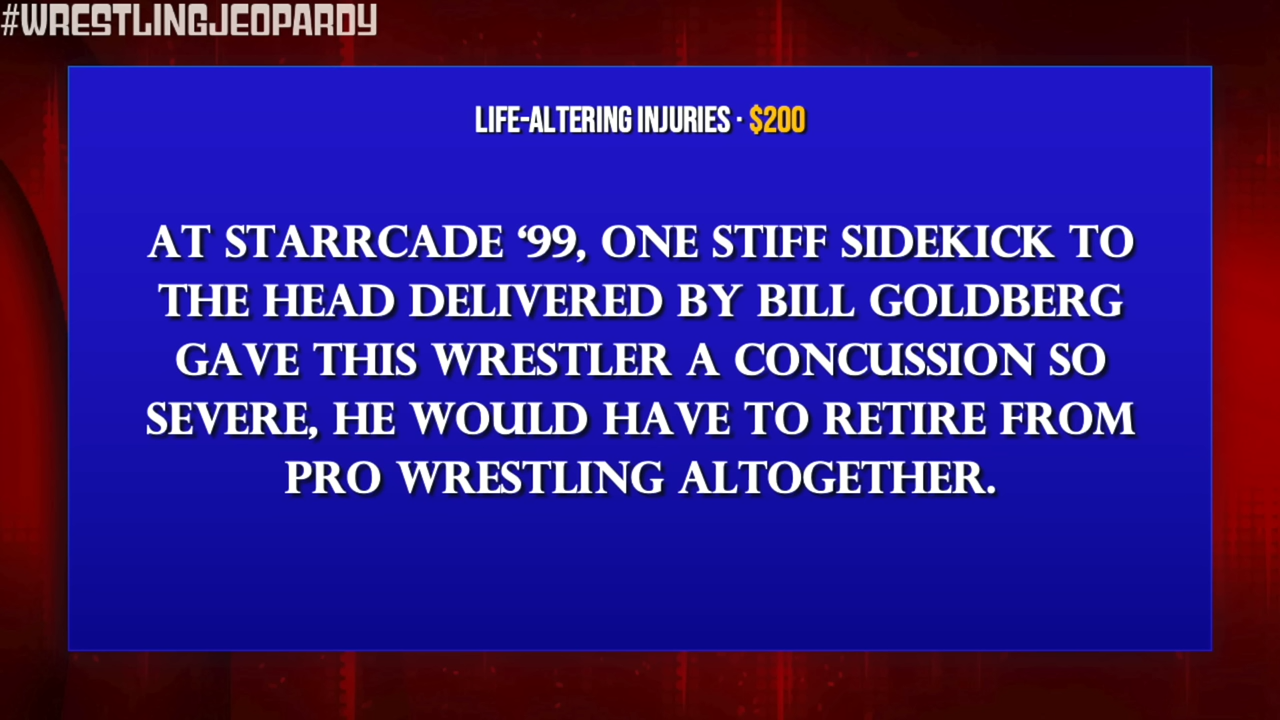 #WRESTLINGJEOPARDY
LIFE-ALTERING INJURIES · $200
AT STARRCADE ‘99, ONE STIFF SIDEKICK TO
THE HEAD DELIVERED BY BILL GOLDBERG
GAVE THIS WRESTLER A CONCUSSION SO
SEVERE, HE WOULD HAVE TO RETIRE FROM
PRO WRESTLING ALTOGETHER.